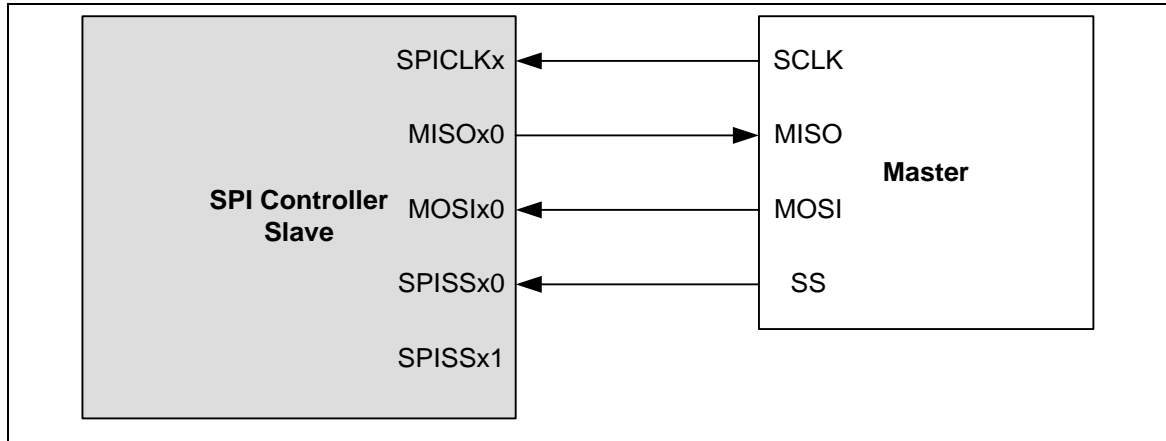 SPICLKx
MISOx0
SPI Controller
Slave
MOSIx0
SPISSx0
SPISSx1
SCLK
MISO
Master
MOSI
SS